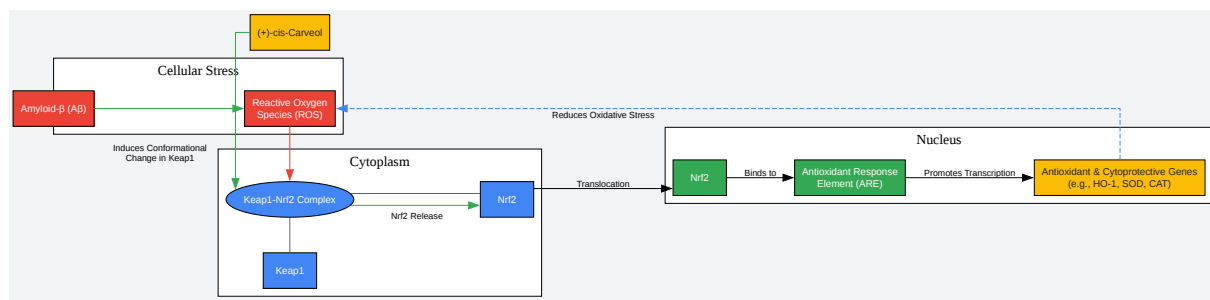 (+)-cis-Carveol
Cellular Stress
Amyloid-β (Aβ)
Reactive Oxygen
Species (ROS)
Reduces Oxidative Stress
Induces Conformational
Change in Keap1
Cytoplasm
Keap1-Nrf2 Complex
Nrf2 Release
Nrf2
Keap1
Translocation
Nucleus
Nrf2
Binds to
Antioxidant Response
Element (ARE)
Promotes Transcription
Antioxidant & Cytoprotective Genes
(e.g., HO-1, SOD, CAT)